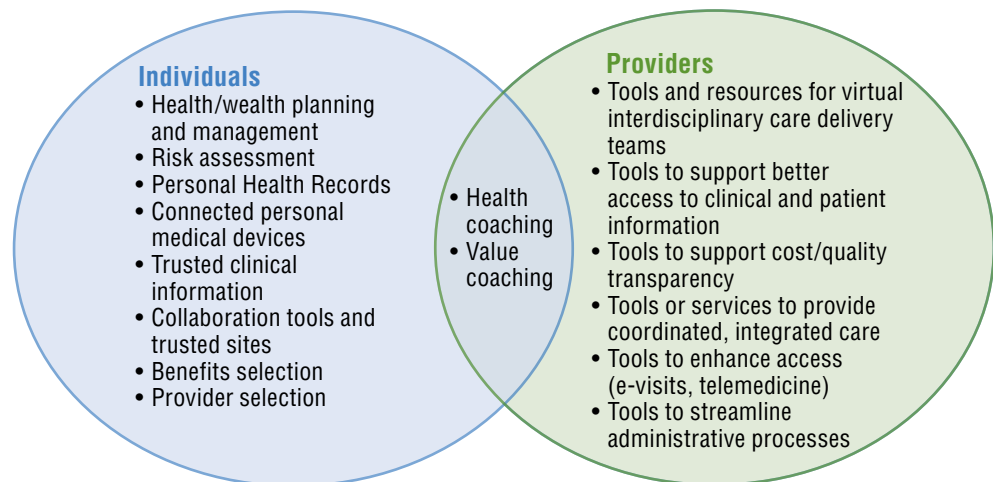 Individuals
• Health/wealth planning
and management
• Risk assessment
• Personal Health Records
• Connected personal
medical devices
• Trusted clinical
information
• Collaboration tools and
trusted sites
• Benefits selection
• Provider selection
• Health
coaching
• Value
coaching
Providers
• Tools and resources for virtual
interdisciplinary care delivery
teams
• Tools to support better
access to clinical and patient
information
• Tools to support cost/quality
transparency
• Tools or services to provide
coordinated, integrated care
• Tools to enhance access
(e-visits, telemedicine)
• Tools to streamline
administrative processes